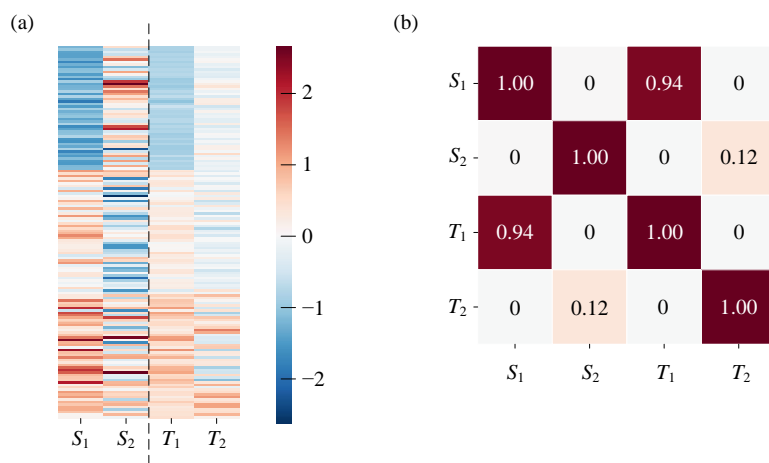 (a)
2
1
0
−1
−2
S₁ S₂ T₁ T₂
(b)
S₁ 1.00 0 0.94 0
S₂ 0 1.00 0 0.12
T₁ 0.94 0 1.00 0
T₂ 0 0.12 0 1.00
S₁ S₂ T₁ T₂